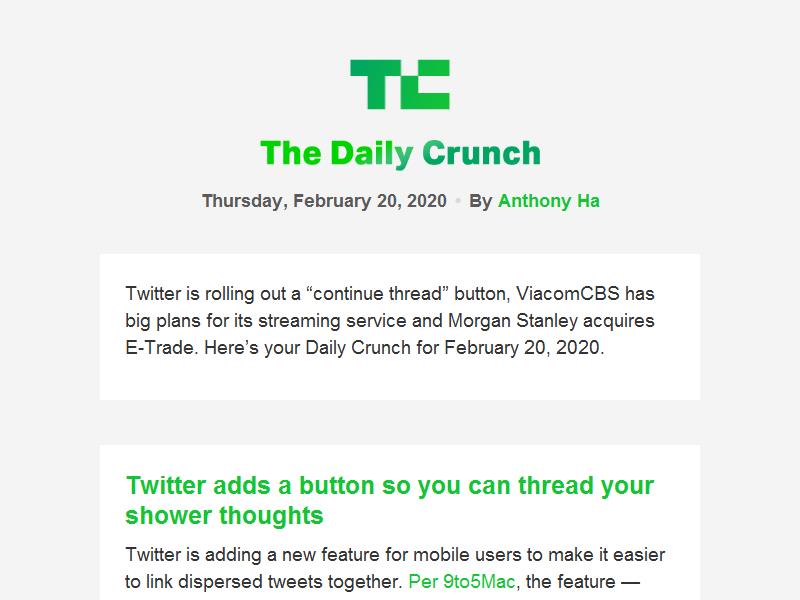 TC
The Daily Crunch
Thursday, February 20, 2020 • By Anthony Ha
Twitter is rolling out a “continue thread” button, ViacomCBS has
big plans for its streaming service and Morgan Stanley acquires
E-Trade. Here’s your Daily Crunch for February 20, 2020.
Twitter adds a button so you can thread your
shower thoughts
Twitter is adding a new feature for mobile users to make it easier
to link dispersed tweets together. Per 9to5Mac, the feature —